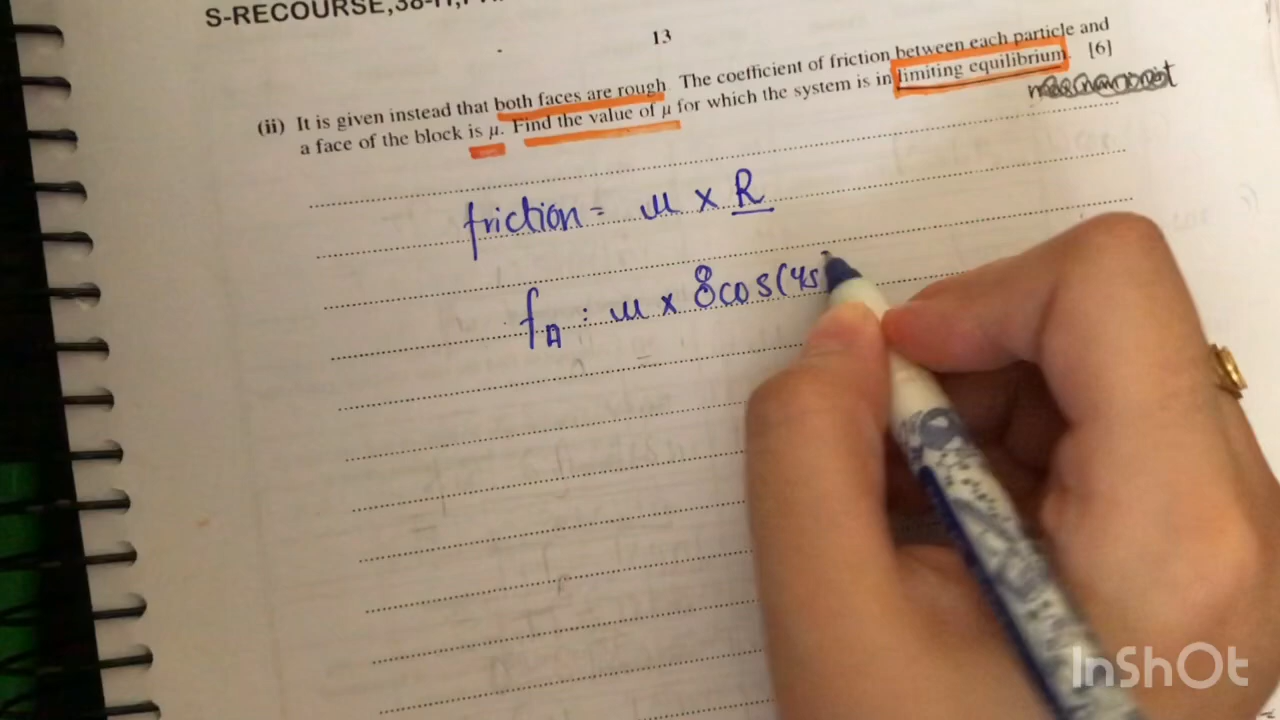 S-RECOURSE,38-H,
13
(ii) It is given instead that both faces are rough. The coefficient of friction between each particle and
a face of the block is μ. Find the value of μ for which the system is in limiting equilibrium. [6]
friction = μ × R
f_A : μ × 8cos(45
InShOt